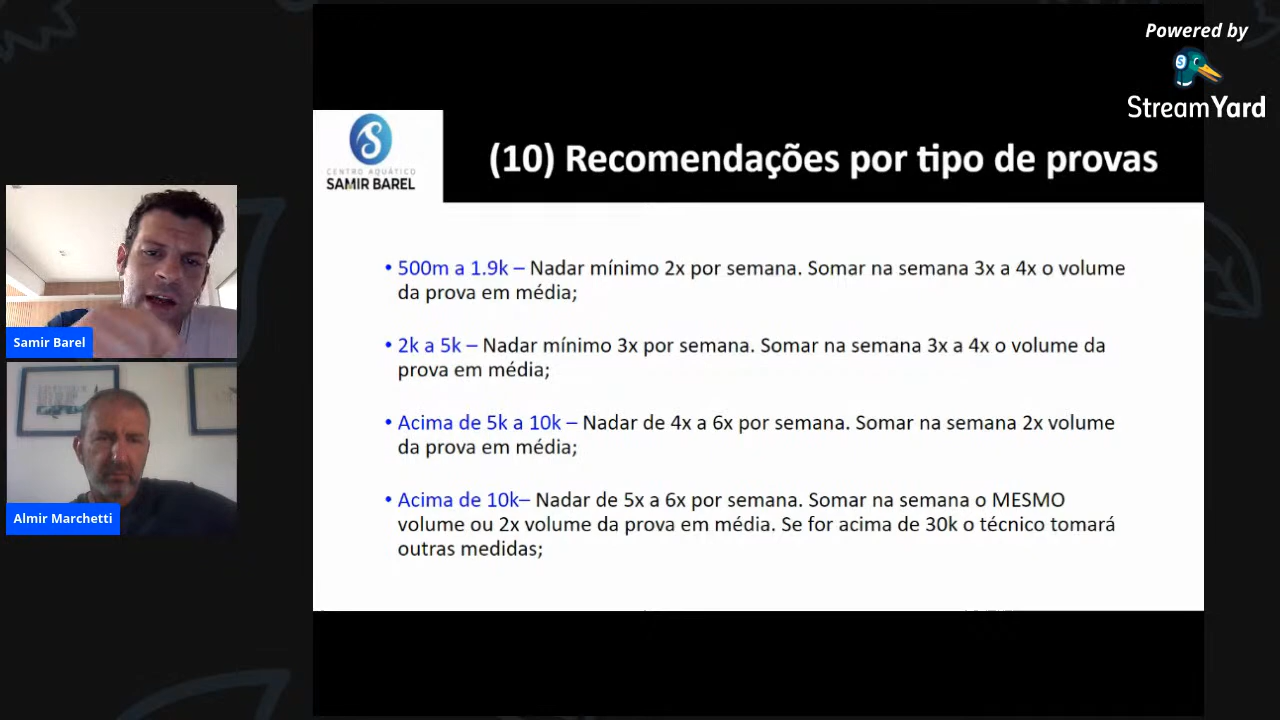 Powered by
StreamYard
CENTRO AQUÁTICO
SAMIR BAREL
(10) Recomendações por tipo de provas
• 500m a 1.9k – Nadar mínimo 2x por semana. Somar na semana 3x a 4x o volume
da prova em média;
• 2k a 5k – Nadar mínimo 3x por semana. Somar na semana 3x a 4x o volume da
prova em média;
• Acima de 5k a 10k – Nadar de 4x a 6x por semana. Somar na semana 2x volume
da prova em média;
• Acima de 10k– Nadar de 5x a 6x por semana. Somar na semana o MESMO
volume ou 2x volume da prova em média. Se for acima de 30k o técnico tomará
outras medidas;
Samir Barel
Almir Marchetti